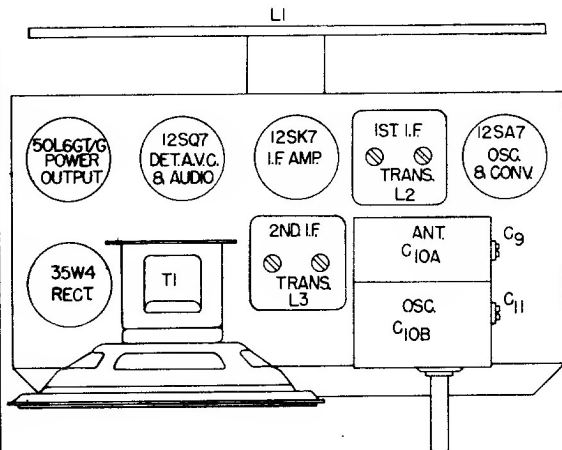 L1
50L6GT/G
POWER
OUTPUT
12SQ7
DET.A.V.C.
& AUDIO
12SK7
I.F AMP.
1ST I.F
TRANS.
L2
12SA7
OSC.
& CONV.
35W4
RECT.
T1
2ND I.F.
TRANS.
L3
ANT.
C10A
C9
OSC.
C10B
C11